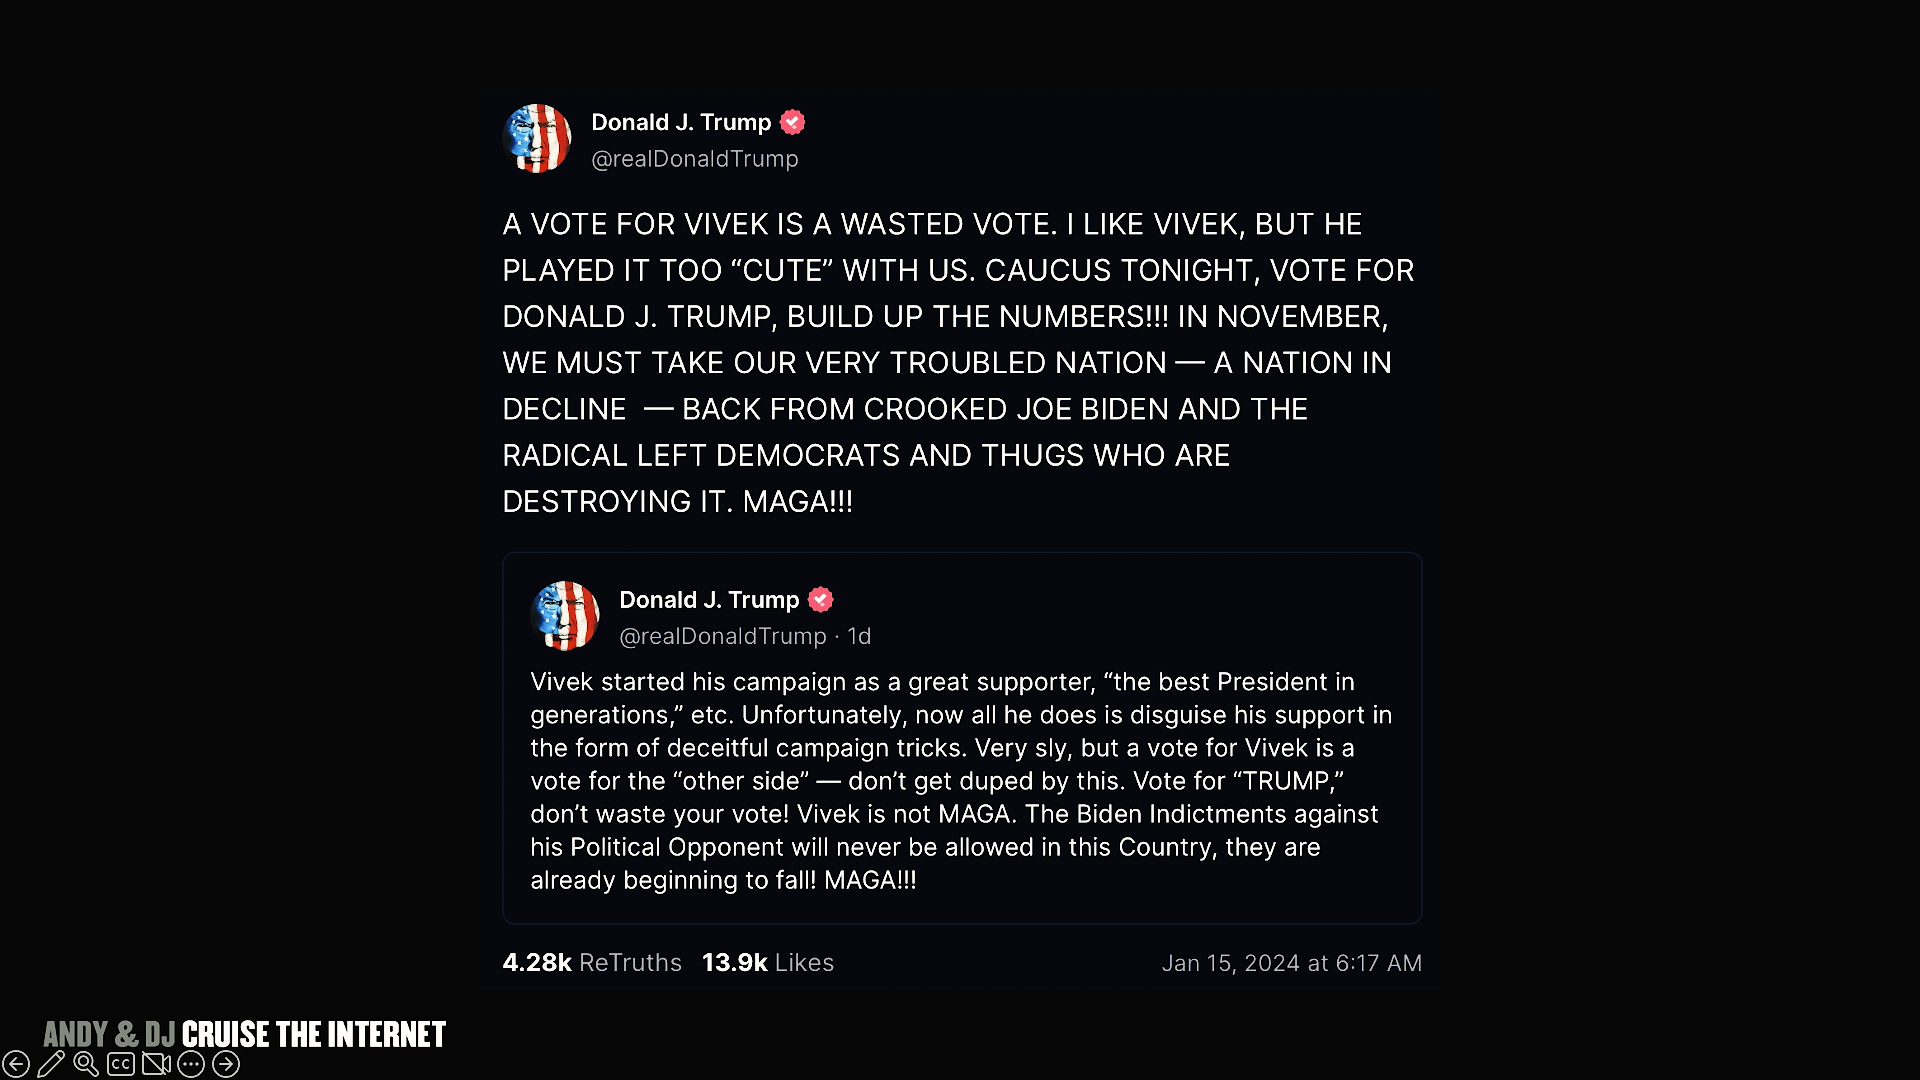 Donald J. Trump
@realDonaldTrump
A VOTE FOR VIVEK IS A WASTED VOTE. I LIKE VIVEK, BUT HE
PLAYED IT TOO “CUTE” WITH US. CAUCUS TONIGHT, VOTE FOR
DONALD J. TRUMP, BUILD UP THE NUMBERS!!! IN NOVEMBER,
WE MUST TAKE OUR VERY TROUBLED NATION — A NATION IN
DECLINE — BACK FROM CROOKED JOE BIDEN AND THE
RADICAL LEFT DEMOCRATS AND THUGS WHO ARE
DESTROYING IT. MAGA!!!
Donald J. Trump
@realDonaldTrump · 1d
Vivek started his campaign as a great supporter, “the best President in
generations,” etc. Unfortunately, now all he does is disguise his support in
the form of deceitful campaign tricks. Very sly, but a vote for Vivek is a
vote for the “other side” — don’t get duped by this. Vote for “TRUMP,”
don’t waste your vote! Vivek is not MAGA. The Biden Indictments against
his Political Opponent will never be allowed in this Country, they are
already beginning to fall! MAGA!!!
4.28k ReTruths 13.9k Likes
Jan 15, 2024 at 6:17 AM
ANDY & DJ CRUISE THE INTERNET
CC